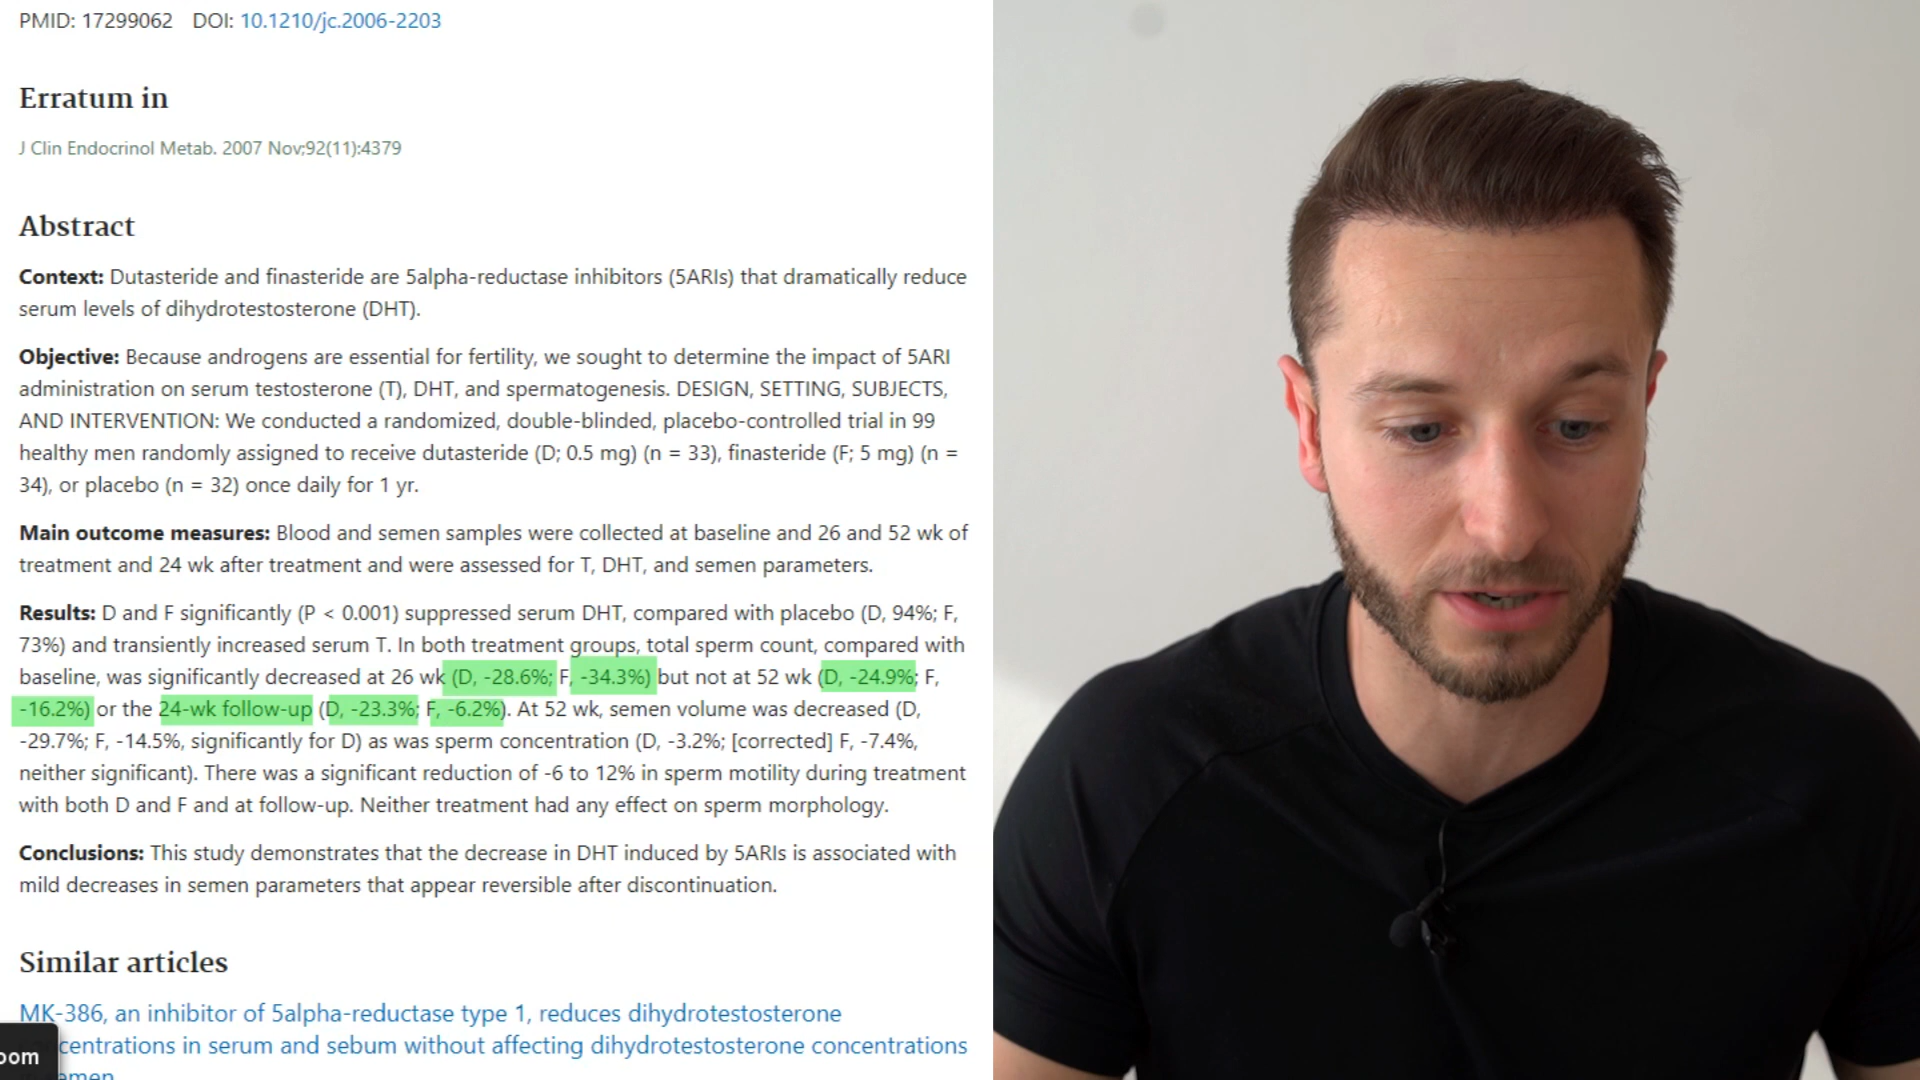 PMID: 17299062 DOI: 10.1210/jc.2006-2203
Erratum in
J Clin Endocrinol Metab. 2007 Nov;92(11):4379
Abstract
Context: Dutasteride and finasteride are 5alpha-reductase inhibitors (5ARIs) that dramatically reduce
serum levels of dihydrotestosterone (DHT).
Objective: Because androgens are essential for fertility, we sought to determine the impact of 5ARI
administration on serum testosterone (T), DHT, and spermatogenesis. DESIGN, SETTING, SUBJECTS,
AND INTERVENTION: We conducted a randomized, double-blinded, placebo-controlled trial in 99
healthy men randomly assigned to receive dutasteride (D; 0.5 mg) (n = 33), finasteride (F; 5 mg) (n =
34), or placebo (n = 32) once daily for 1 yr.
Main outcome measures: Blood and semen samples were collected at baseline and 26 and 52 wk of
treatment and 24 wk after treatment and were assessed for T, DHT, and semen parameters.
Results: D and F significantly (P < 0.001) suppressed serum DHT, compared with placebo (D, 94%; F,
73%) and transiently increased serum T. In both treatment groups, total sperm count, compared with
baseline, was significantly decreased at 26 wk (D, -28.6%; F, -34.3%) but not at 52 wk (D, -24.9%; F,
-16.2%) or the 24-wk follow-up (D, -23.3%; F, -6.2%). At 52 wk, semen volume was decreased (D,
-29.7%; F, -14.5%, significantly for D) as was sperm concentration (D, -3.2%; [corrected] F, -7.4%,
neither significant). There was a significant reduction of -6 to 12% in sperm motility during treatment
with both D and F and at follow-up. Neither treatment had any effect on sperm morphology.
Conclusions: This study demonstrates that the decrease in DHT induced by 5ARIs is associated with
mild decreases in semen parameters that appear reversible after discontinuation.
Similar articles
MK-386, an inhibitor of 5alpha-reductase type 1, reduces dihydrotestosterone
centrations in serum and sebum without affecting dihydrotestosterone concentrations
oom